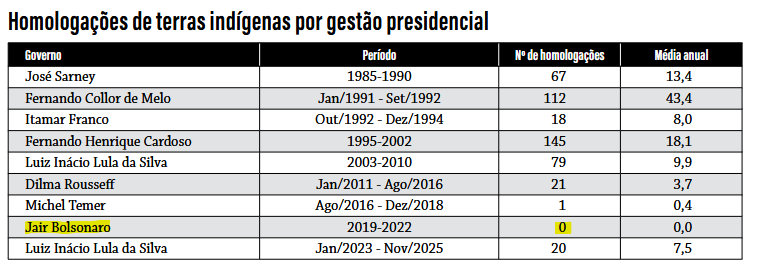 Homologações de terras indígenas por gestão presidencial
Governo Período Nº de homologações Média anual
José Sarney 1985-1990 67 13,4
Fernando Collor de Melo Jan/1991 - Set/1992 112 43,4
Itamar Franco Out/1992 - Dez/1994 18 8,0
Fernando Henrique Cardoso 1995-2002 145 18,1
Luiz Inácio Lula da Silva 2003-2010 79 9,9
Dilma Rousseff Jan/2011 - Ago/2016 21 3,7
Michel Temer Ago/2016 - Dez/2018 1 0,4
Jair Bolsonaro 2019-2022 0 0,0
Luiz Inácio Lula da Silva Jan/2023 - Nov/2025 20 7,5